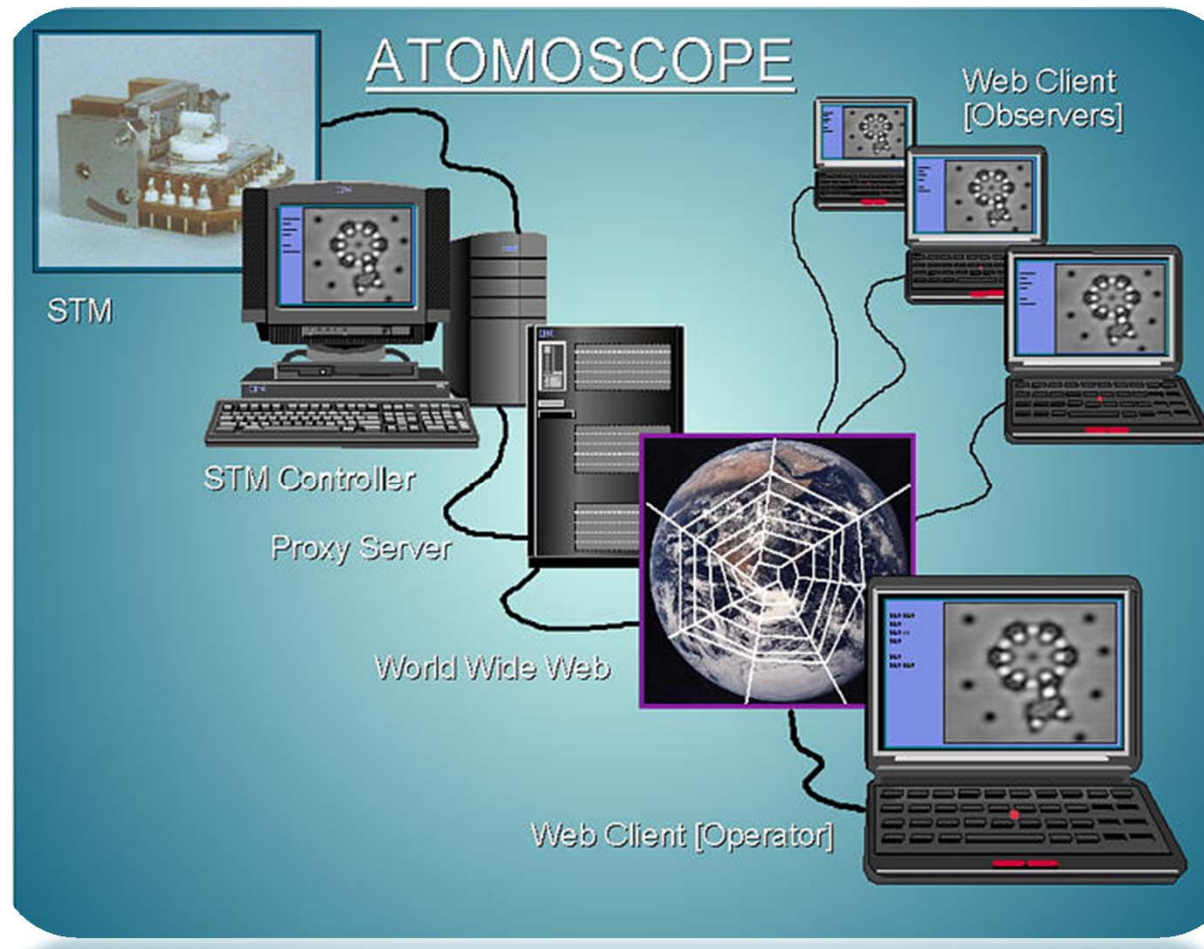 ATOMOSCOPE
Web Client
[Observers]
STM
STM Controller
Proxy Server
World Wide Web
Web Client [Operator]